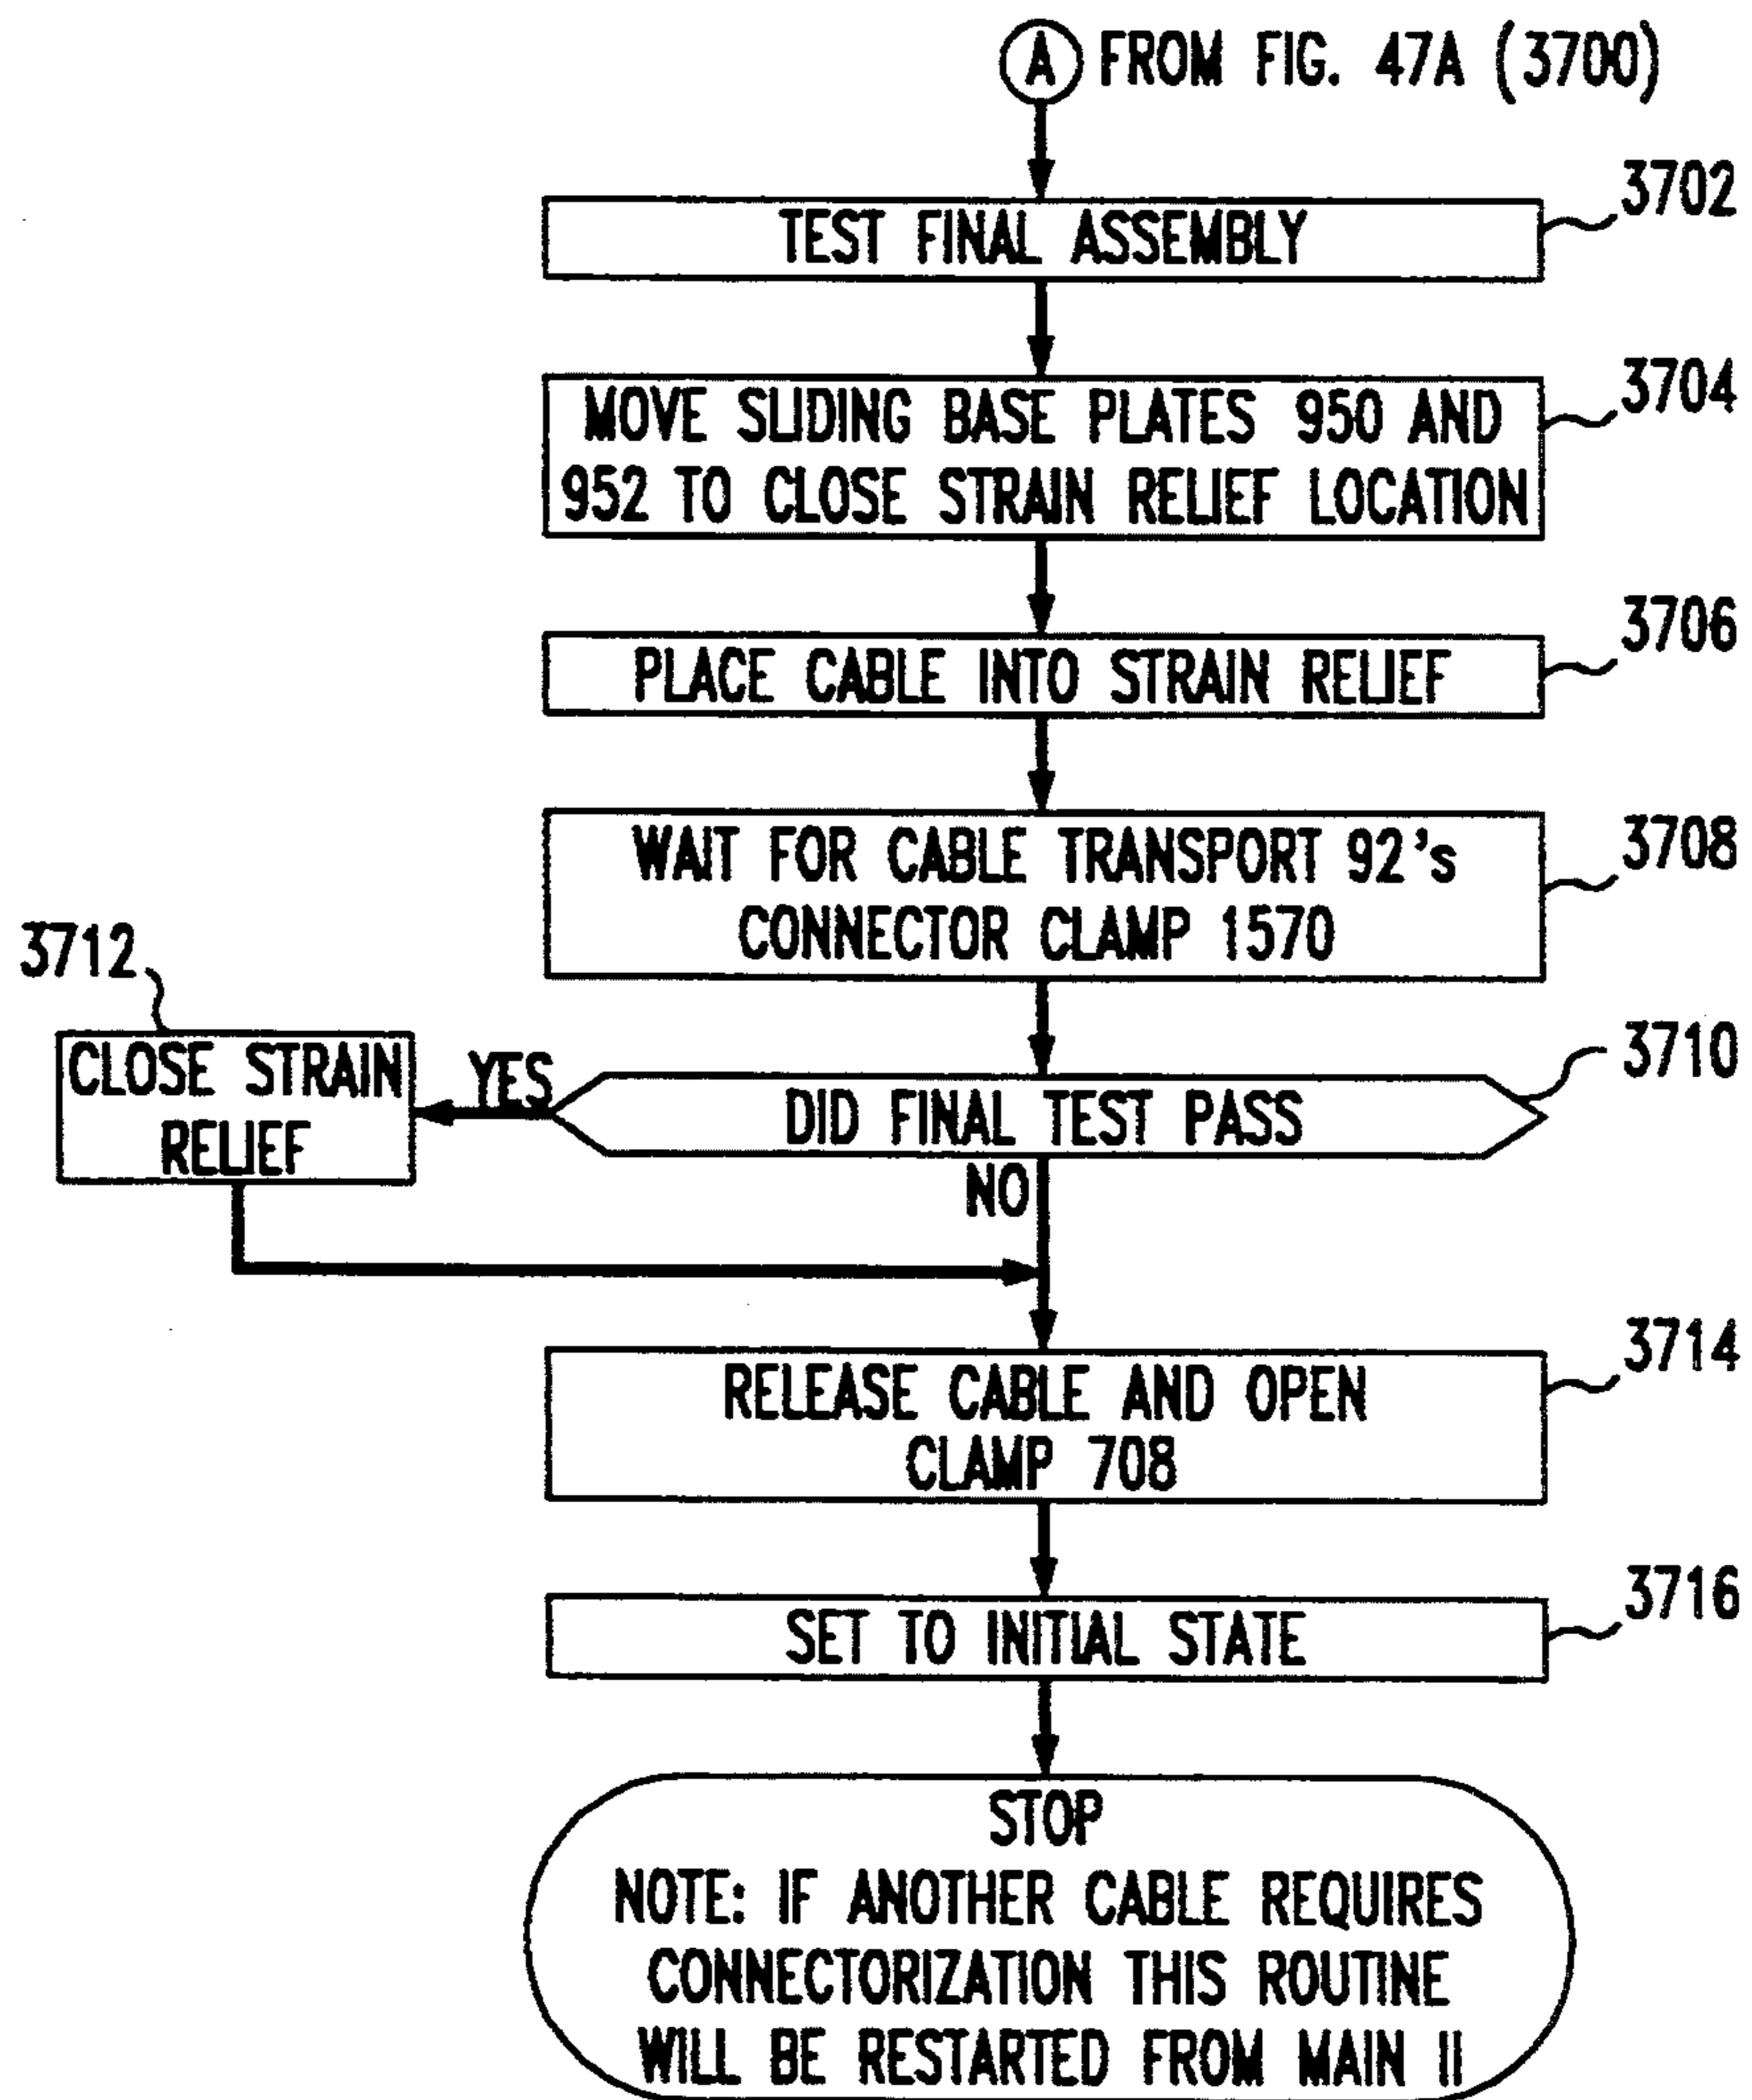 A FROM FIG. 47A (3700)
3702
TEST FINAL ASSEMBLY
3704
MOVE SLIDING BASE PLATES 950 AND
952 TO CLOSE STRAIN RELIEF LOCATION
3706
PLACE CABLE INTO STRAIN RELIEF
3708
WAIT FOR CABLE TRANSPORT 92's
CONNECTOR CLAMP 1570
3712
CLOSE STRAIN
RELIEF
YES
3710
DID FINAL TEST PASS
NO
3714
RELEASE CABLE AND OPEN
CLAMP 708
3716
SET TO INITIAL STATE
STOP
NOTE: IF ANOTHER CABLE REQUIRES
CONNECTORIZATION THIS ROUTINE
WILL BE RESTARTED FROM MAIN II